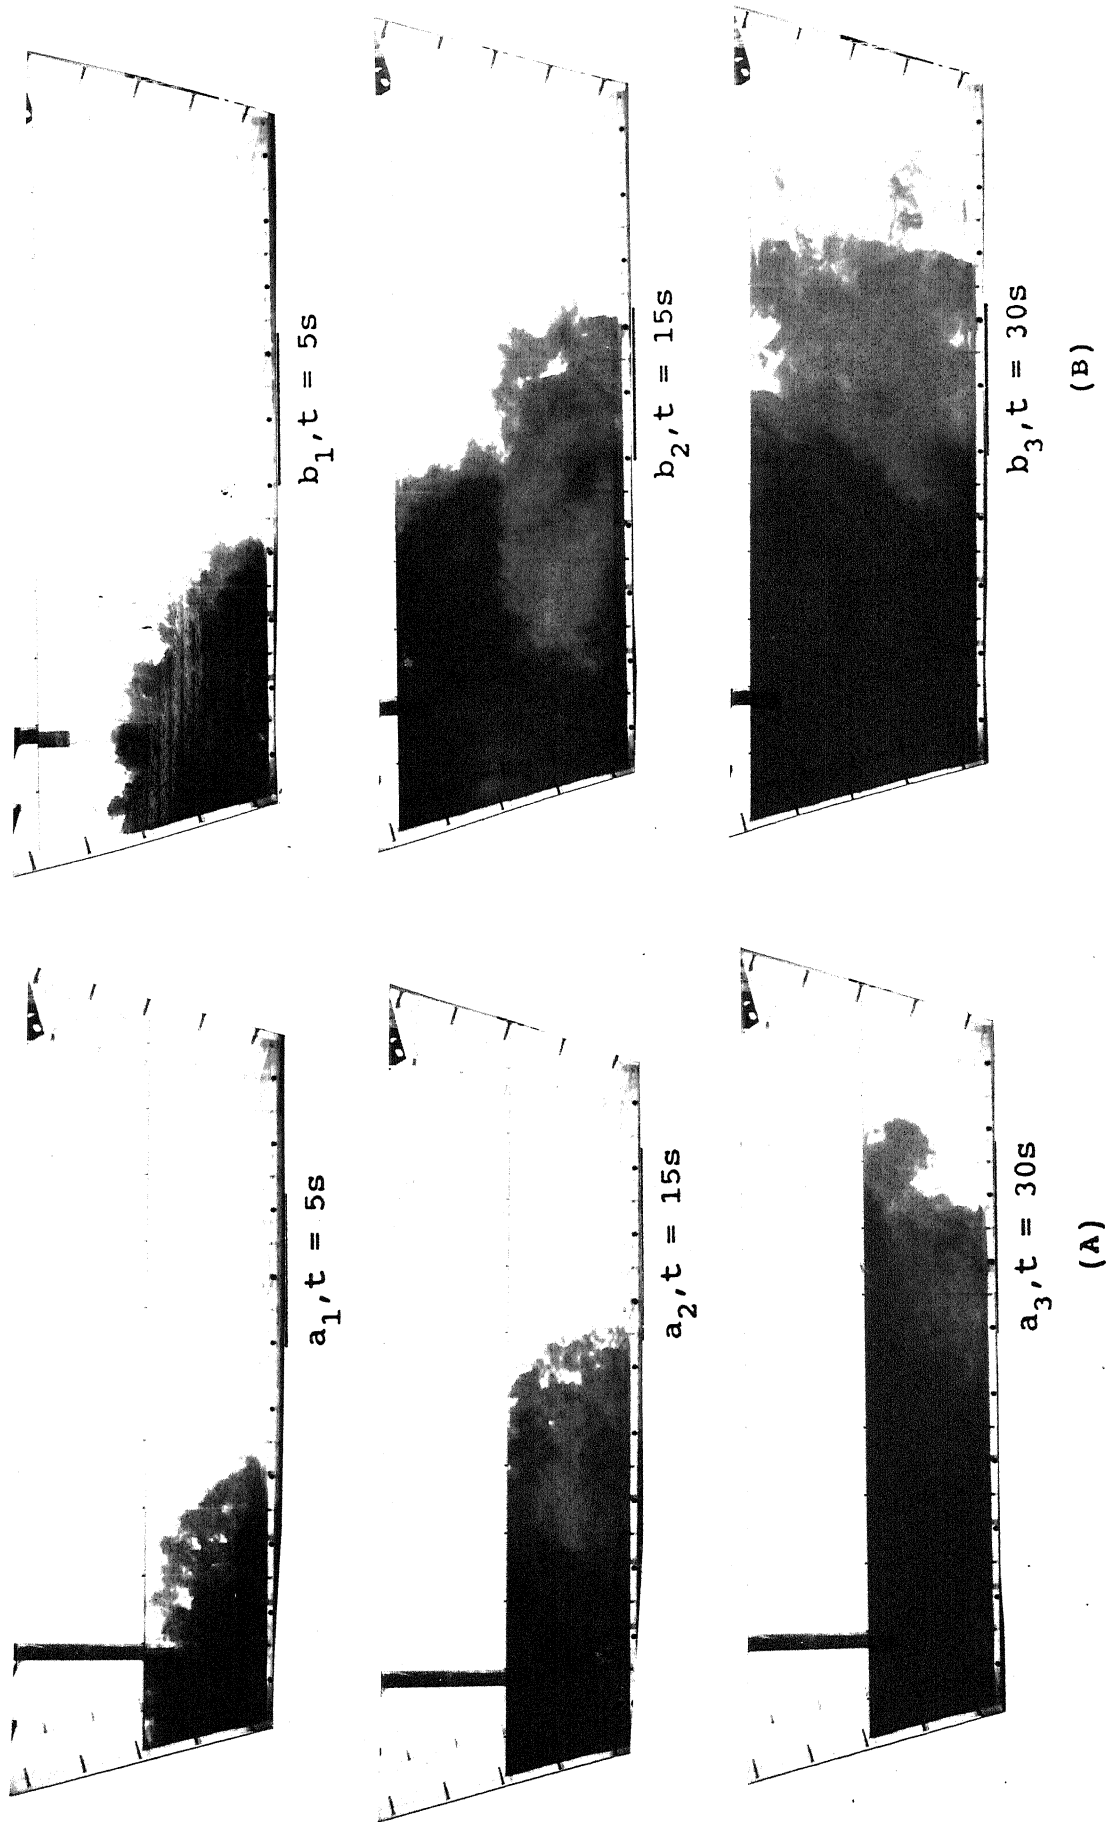 a1,t = 5s
a2,t = 15s
a3,t = 30s
(A)
b1,t = 5s
b2,t = 15s
b3,t = 30s
(B)